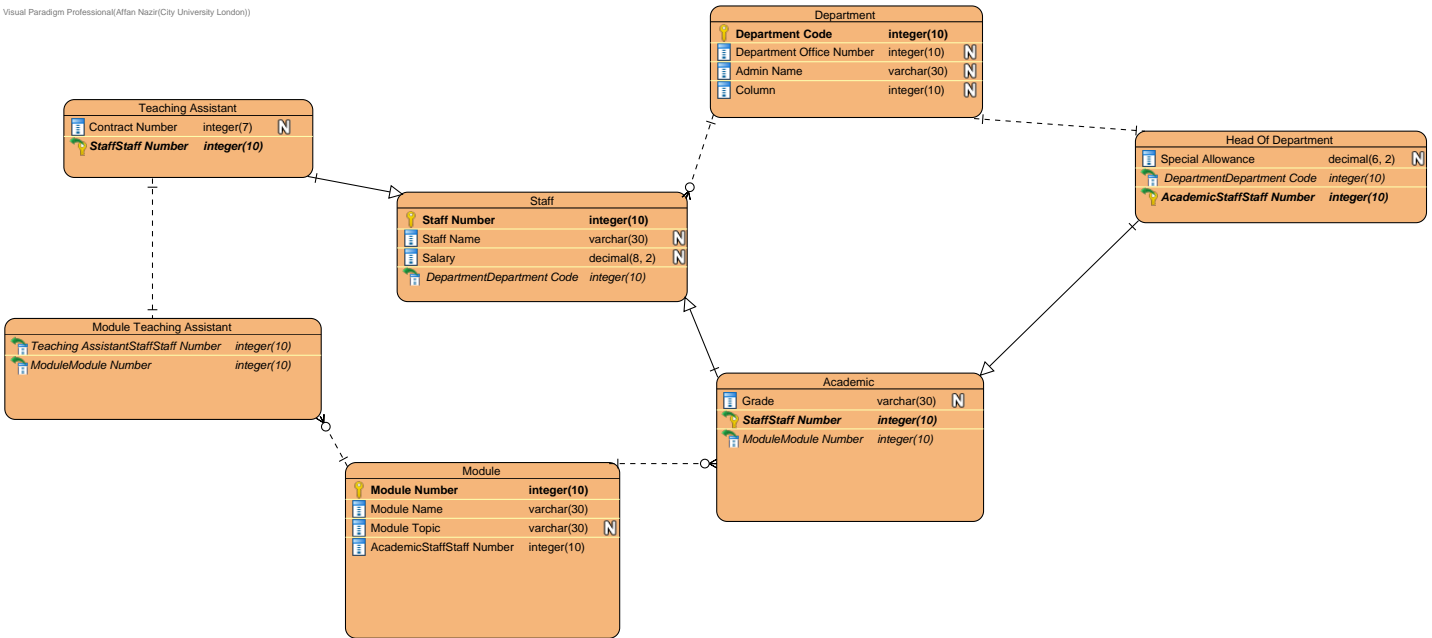 Visual Paradigm Professional(Affan Nazir(City University London))
Department
Department Code integer(10)
Department Office Number integer(10) N
Admin Name varchar(30) N
Column integer(10) N
Teaching Assistant
Contract Number integer(7) N
StaffStaff Number integer(10)
Head Of Department
Special Allowance decimal(6, 2) N
DepartmentDepartment Code integer(10)
AcademicStaffStaff Number integer(10)
Staff
Staff Number integer(10)
Staff Name varchar(30) N
Salary decimal(8, 2) N
DepartmentDepartment Code integer(10)
Module Teaching Assistant
Teaching AssistantStaffStaff Number integer(10)
ModuleModule Number integer(10)
Academic
Grade varchar(30) N
StaffStaff Number integer(10)
ModuleModule Number integer(10)
Module
Module Number integer(10)
Module Name varchar(30)
Module Topic varchar(30) N
AcademicStaffStaff Number integer(10)